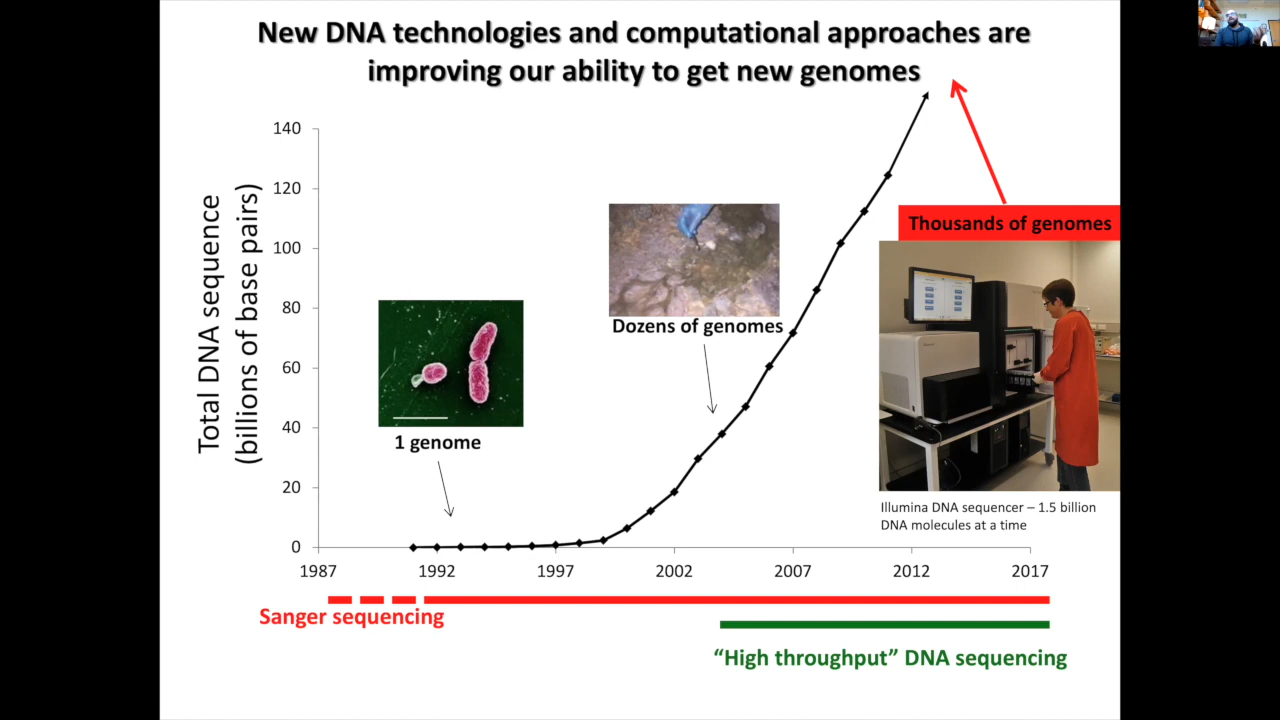 New DNA technologies and computational approaches are
improving our ability to get new genomes
Total DNA sequence
(billions of base pairs)
140
120
100
80
60
40
20
0
1987
1992
1997
2002
2007
2012
2017
1 genome
Dozens of genomes
Thousands of genomes
Illumina DNA sequencer – 1.5 billion
DNA molecules at a time
Sanger sequencing
“High throughput” DNA sequencing